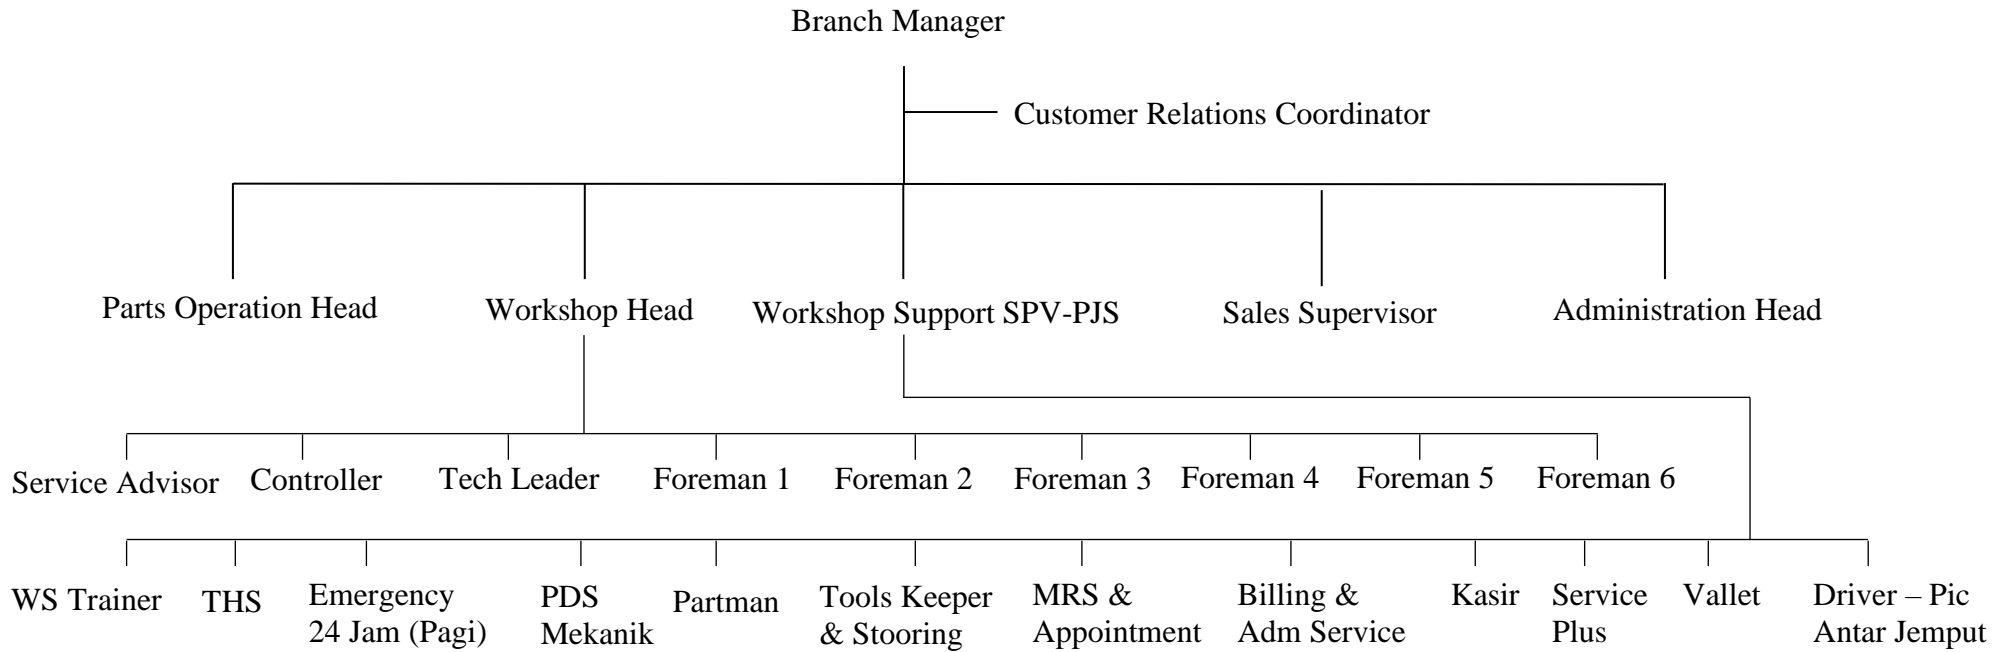 Branch Manager
Customer Relations Coordinator
Parts Operation Head
Workshop Head
Workshop Support SPV-PJS
Sales Supervisor
Administration Head
Service Advisor
Controller
Tech Leader
Foreman 1
Foreman 2
Foreman 3
Foreman 4
Foreman 5
Foreman 6
WS Trainer
THS
Emergency
24 Jam (Pagi)
PDS
Mekanik
Partman
Tools Keeper
& Stooring
MRS &
Appointment
Billing &
Adm Service
Kasir
Service
Plus
Vallet
Driver – Pic
Antar Jemput